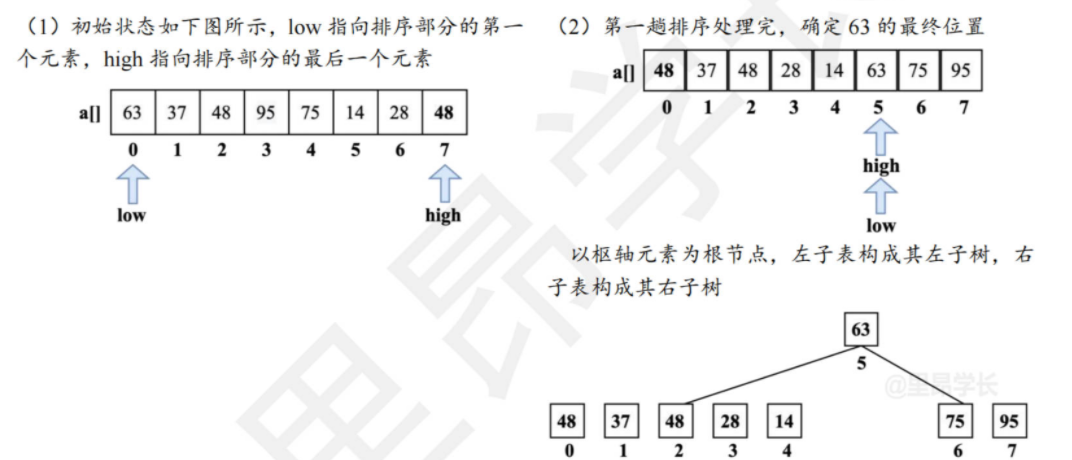 （1）初始状态如下图所示，low 指向排序部分的第一
个元素，high 指向排序部分的最后一个元素
a[] 63 37 48 95 75 14 28 48
0 1 2 3 4 5 6 7
low high
（2）第一趟排序处理完，确定 63 的最终位置
a[] 48 37 48 28 14 63 75 95
0 1 2 3 4 5 6 7
high
low
以枢轴元素为根节点，左子表构成其左子树，右
子表构成其右子树
63
5
@里昂学长
48 37 48 28 14 75 95
0 1 2 3 4 6 7
里昂学长